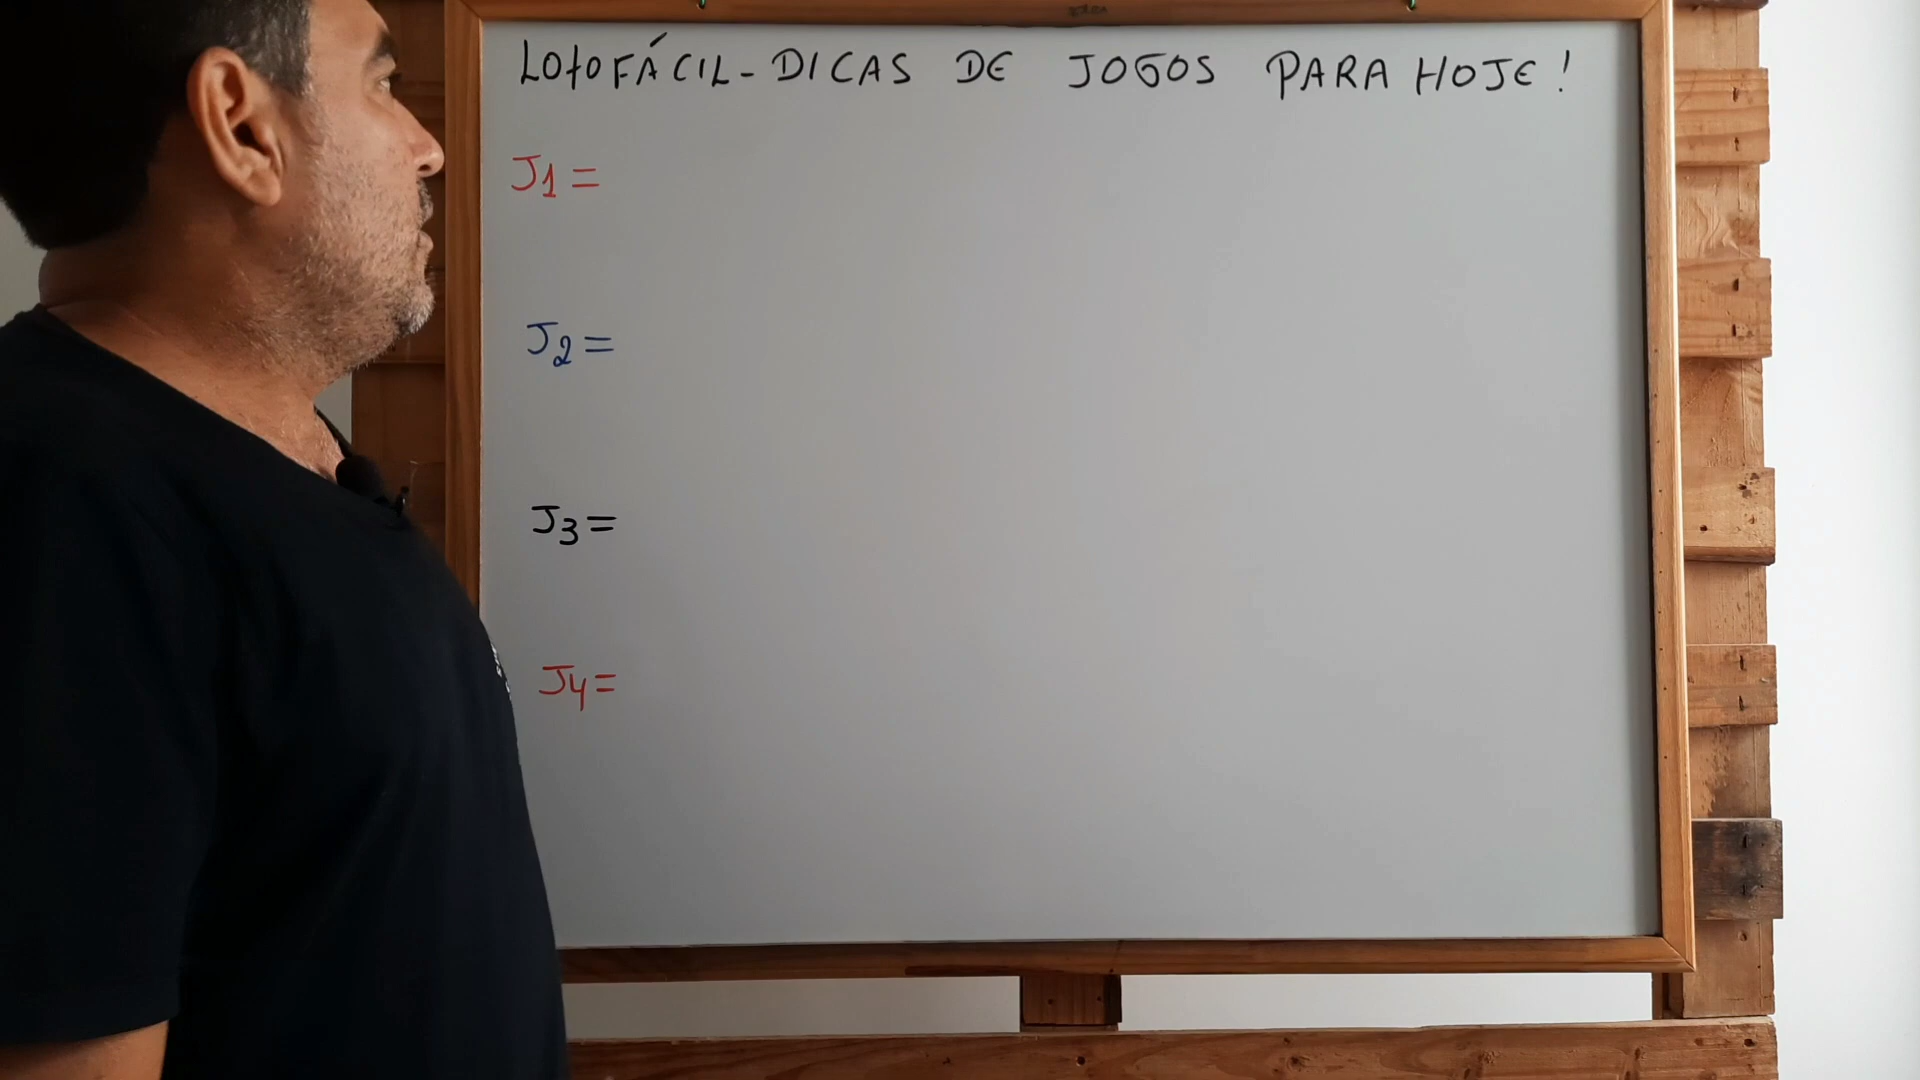 LOTOFÁCIL - DICAS DE JOGOS PARA HOJE!
J1 =
J2 =
J3 =
J4 =